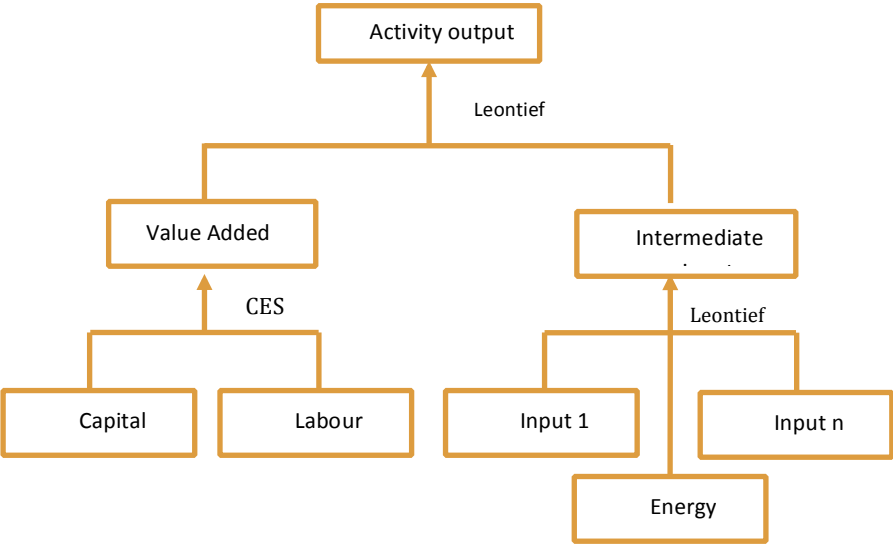 Activity output
Leontief
Value Added
Intermediate
CES
Leontief
Capital
Labour
Input 1
Input n
Energy